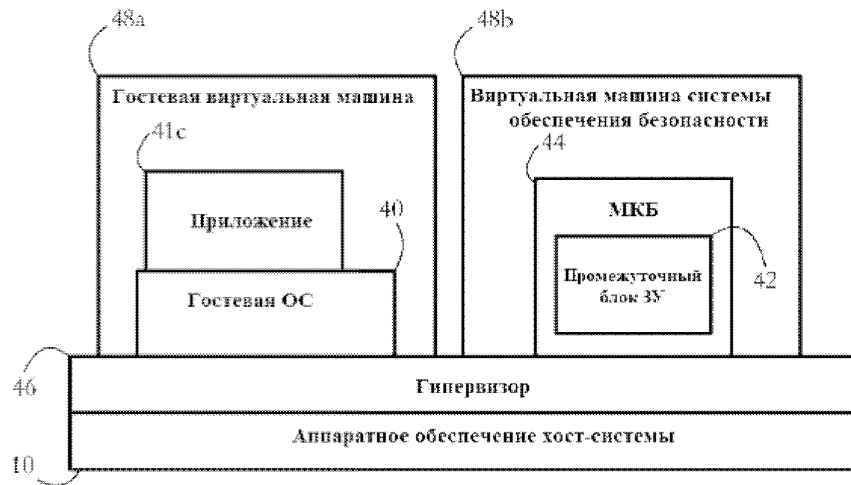 48a
48b
Гостевая виртуальная машина
Виртуальная машина системы
обеспечения безопасности
41c
44
Приложение
40
МКБ
Гостевая ОС
Промежуточный
блок ЗУ
42
46
Гипервизор
Аппаратное обеспечение хост-системы
10